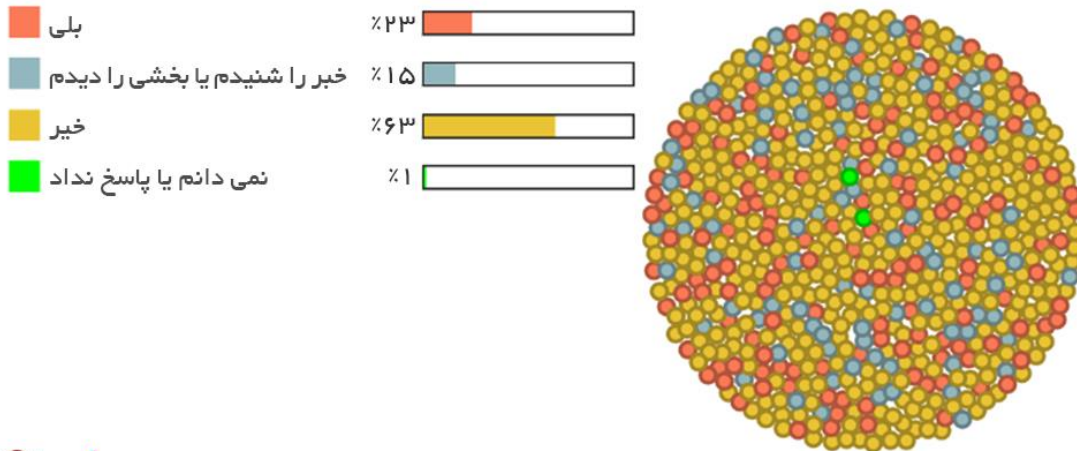 بلی ٪۲۳
خبر را شنیدم یا بخشی را دیدم ٪۱۵
خیر ٪۶۳
نمی دانم یا پاسخ نداد ٪۱